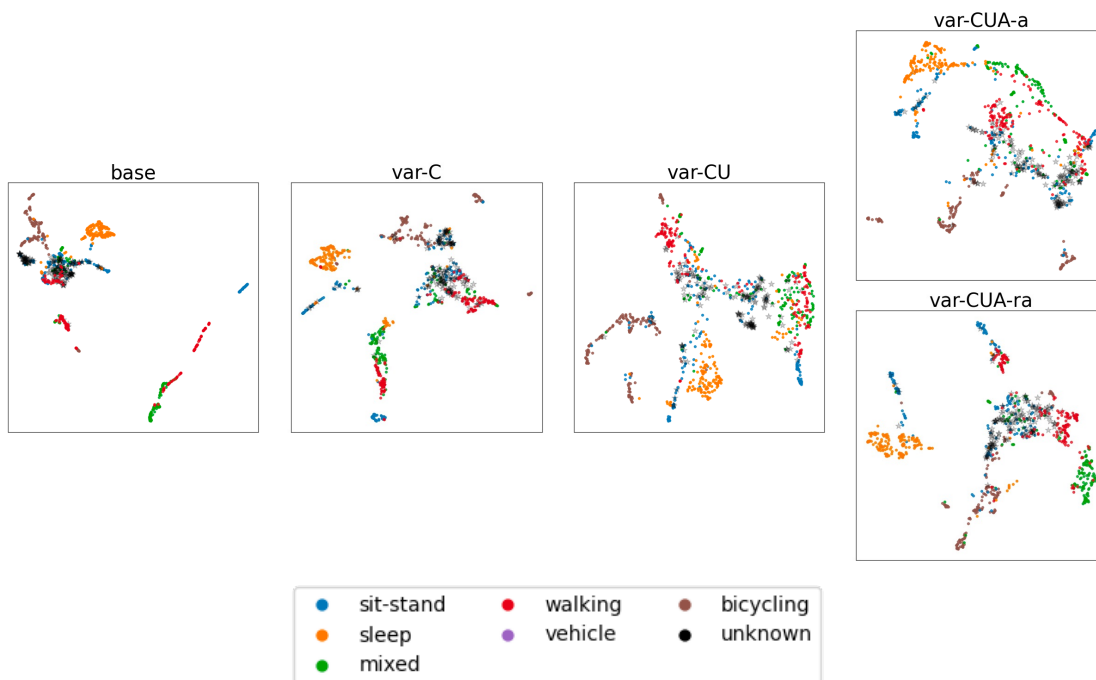 var-CUA-a
base
var-C
var-CU
var-CUA-ra
sit-stand
walking
bicycling
sleep
vehicle
unknown
mixed